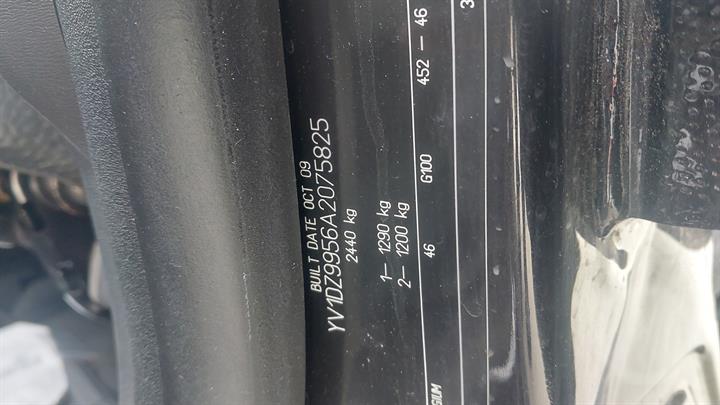 BUILT DATE OCT 09
YV1DZ9956A2075825
2440 kg
1– 1290 kg
2– 1200 kg
46 G100 452 – 46